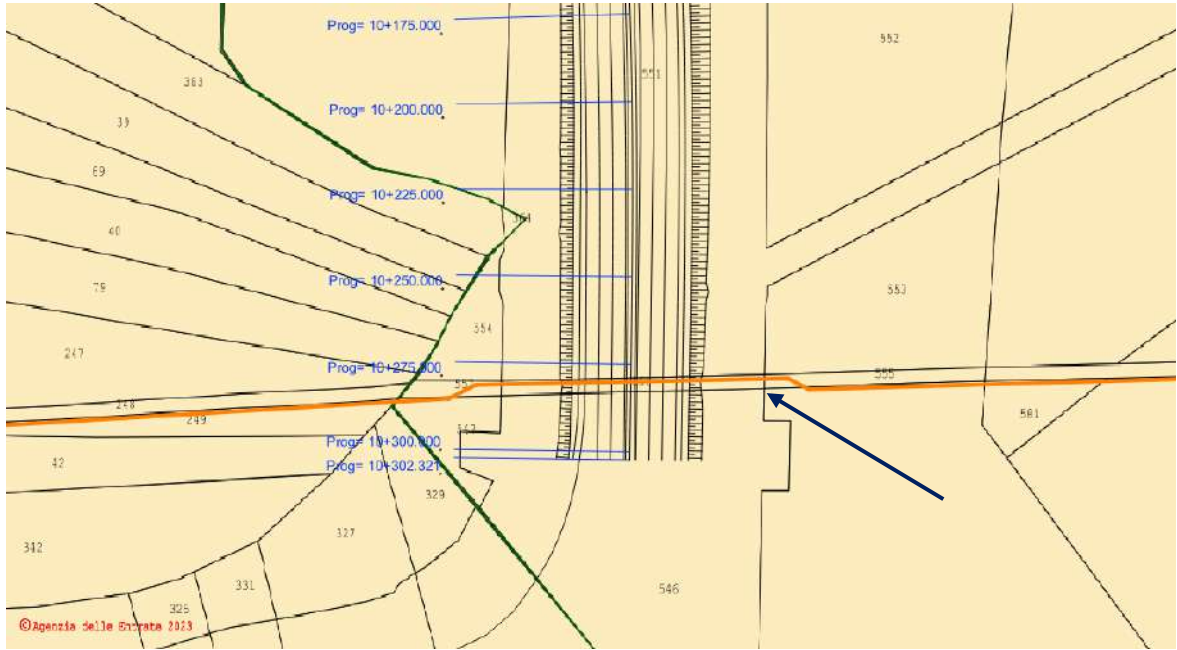 Prog= 10+175.000
552
551
363
Prog= 10+200.000
39
69
Prog= 10+225.000
364
40
Prog= 10+250.000
79
553
554
247
Prog= 10+275.000
555
248
249
581
Prog= 10+300.000
42
Prog= 10+302.321
329
327
342
331
546
325
©Agenzia delle Entrate 2023